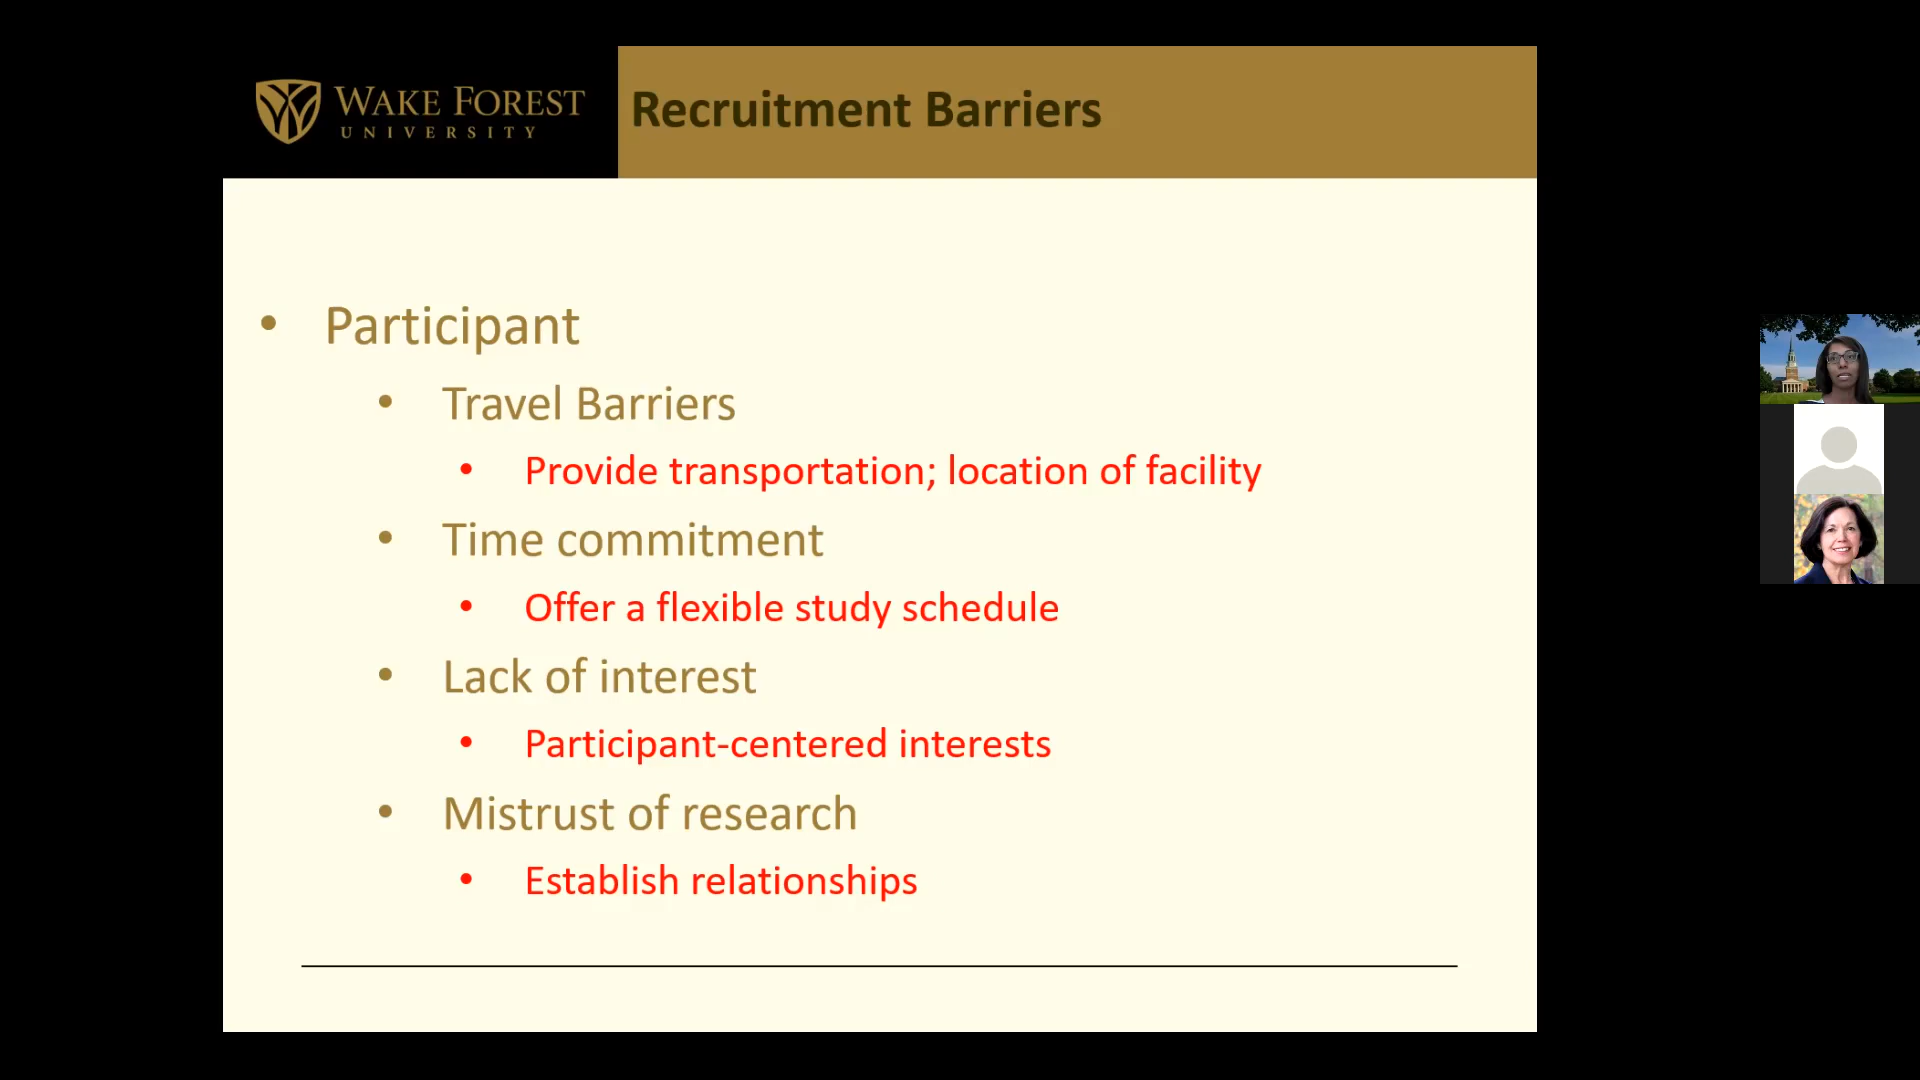 WAKE FOREST
UNIVERSITY
Recruitment Barriers
• Participant
• Travel Barriers
• Provide transportation; location of facility
• Time commitment
• Offer a flexible study schedule
• Lack of interest
• Participant-centered interests
• Mistrust of research
• Establish relationships